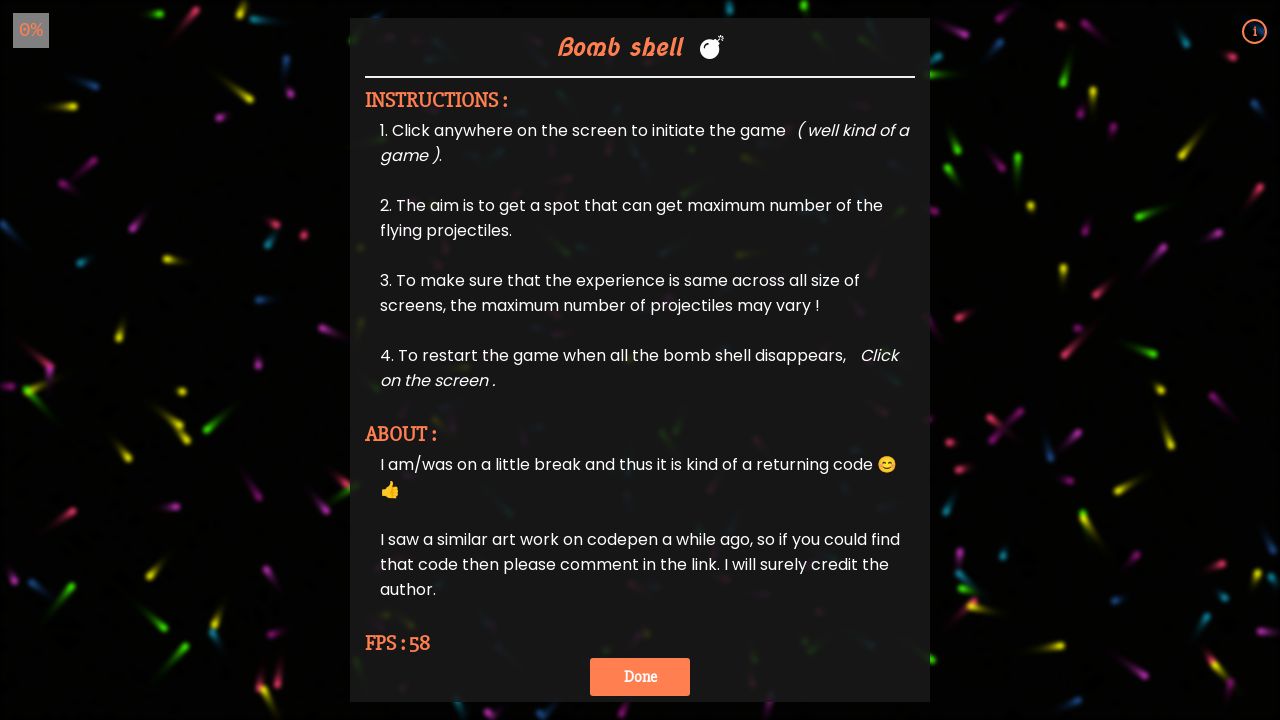 0%
i
Bomb shell 💣
INSTRUCTIONS :
1. Click anywhere on the screen to initiate the game ( well kind of a
game ).
2. The aim is to get a spot that can get maximum number of the
flying projectiles.
3. To make sure that the experience is same across all size of
screens, the maximum number of projectiles may vary !
4. To restart the game when all the bomb shell disappears, Click
on the screen .
ABOUT :
I am/was on a little break and thus it is kind of a returning code 😊
👍
I saw a similar art work on codepen a while ago, so if you could find
that code then please comment in the link. I will surely credit the
author.
FPS : 58
Done